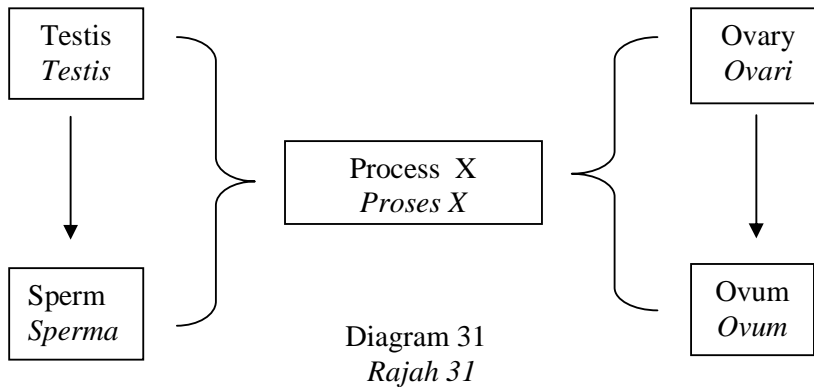 Testis
Testis
Ovary
Ovari
Process X
Proses X
Sperm
Sperma
Ovum
Ovum
Diagram 31
Rajah 31